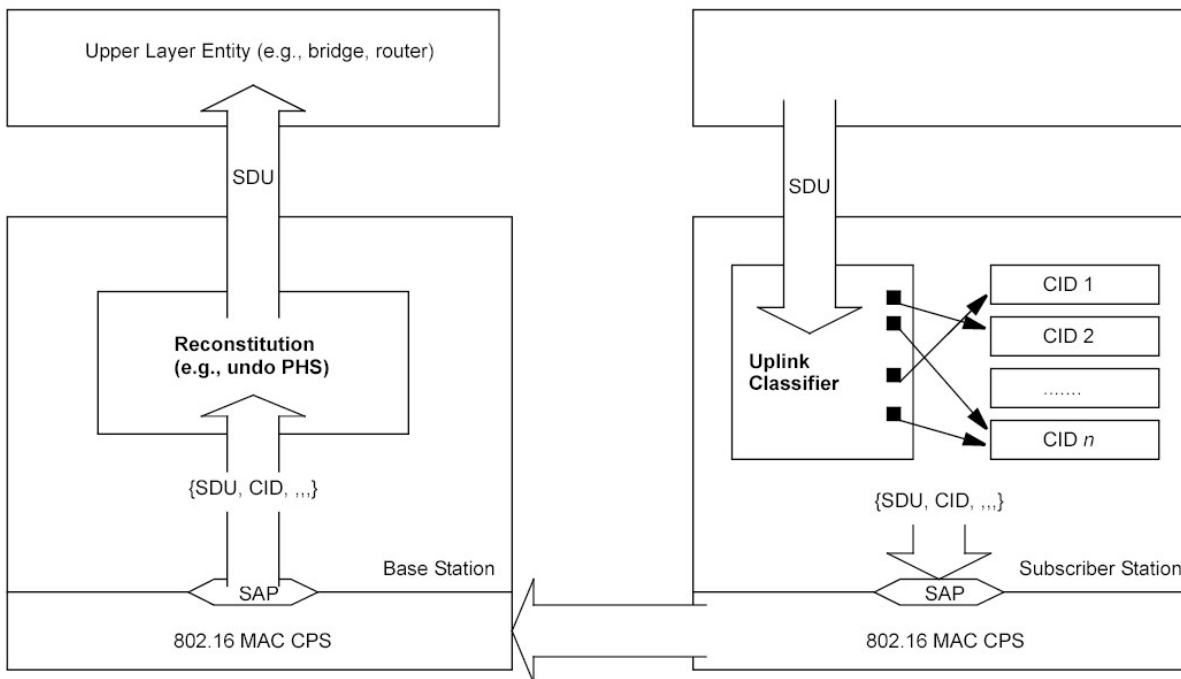 Upper Layer Entity (e.g., bridge, router)
SDU
Reconstitution
(e.g., undo PHS)
{SDU, CID, ,,,}
Base Station
SAP
802.16 MAC CPS
SDU
Uplink
Classifier
CID 1
CID 2
.......
CID n
{SDU, CID, ,,,}
Subscriber Station
SAP
802.16 MAC CPS